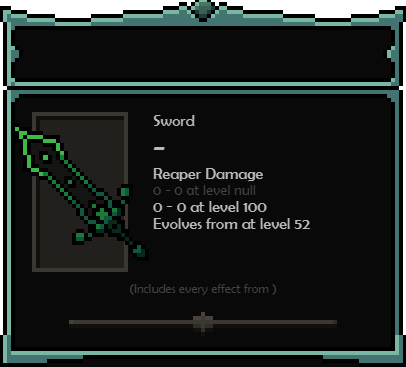 Sword
–
Reaper Damage
0 - 0 at level null
0 - 0 at level 100
Evolves from at level 52
(Includes every effect from )